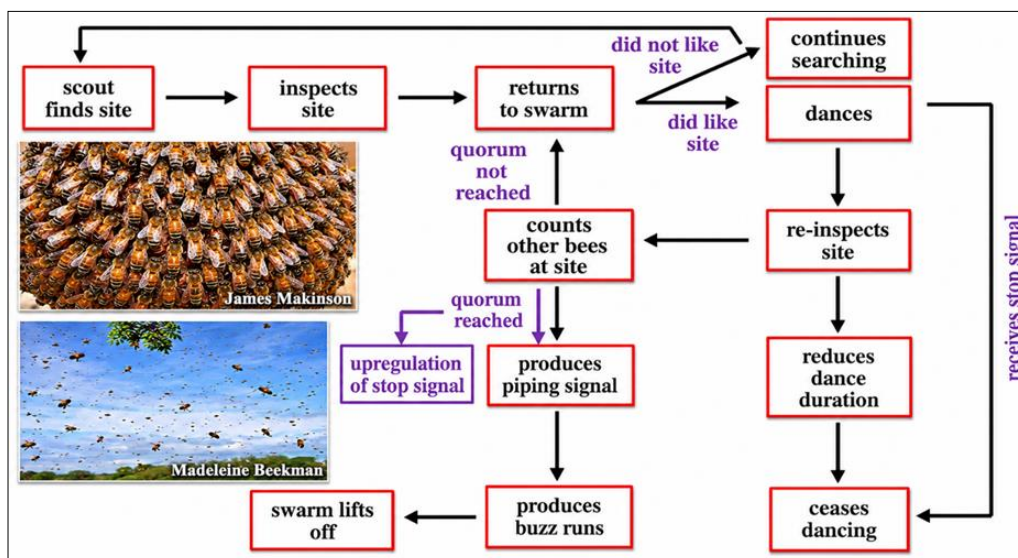 scout
finds site
inspects
site
returns
to swarm
did not like
site
continues
searching
did like
site
dances
quorum
not
reached
counts
other bees
at site
re-inspects
site
receives stop signal
James Makinson
quorum
reached
upregulation
of stop signal
produces
piping signal
reduces
dance
duration
Madeleine Beekman
swarm lifts
off
produces
buzz runs
ceases
dancing